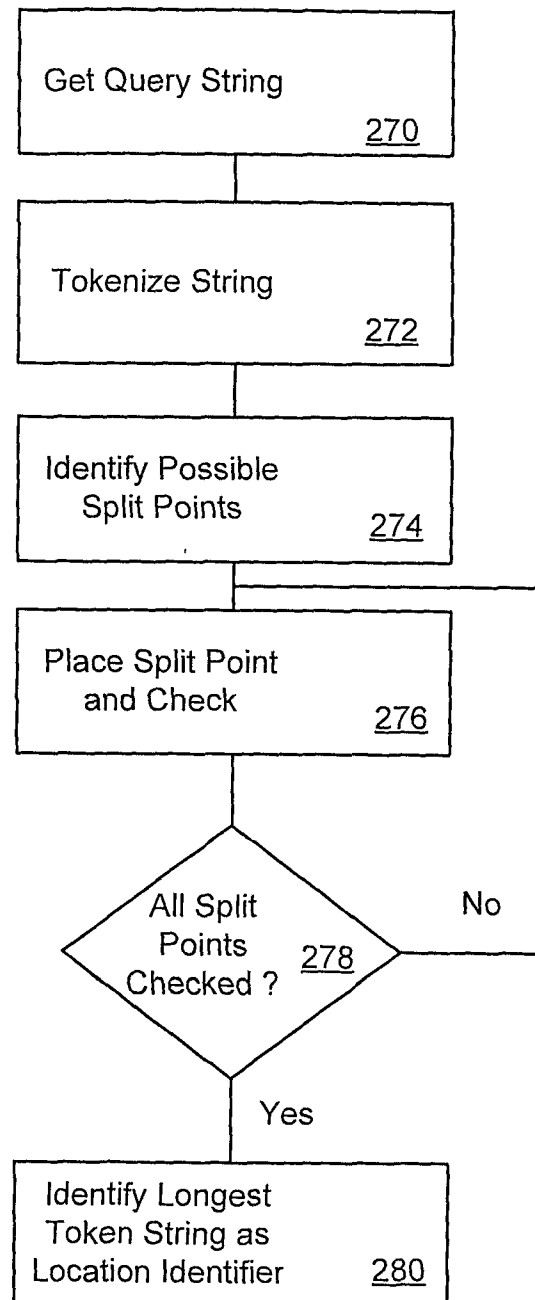 Get Query String
270
Tokenize String
272
Identify Possible
Split Points
274
Place Split Point
and Check
276
All Split
Points
Checked ?
278
No
Yes
Identify Longest
Token String as
Location Identifier
280